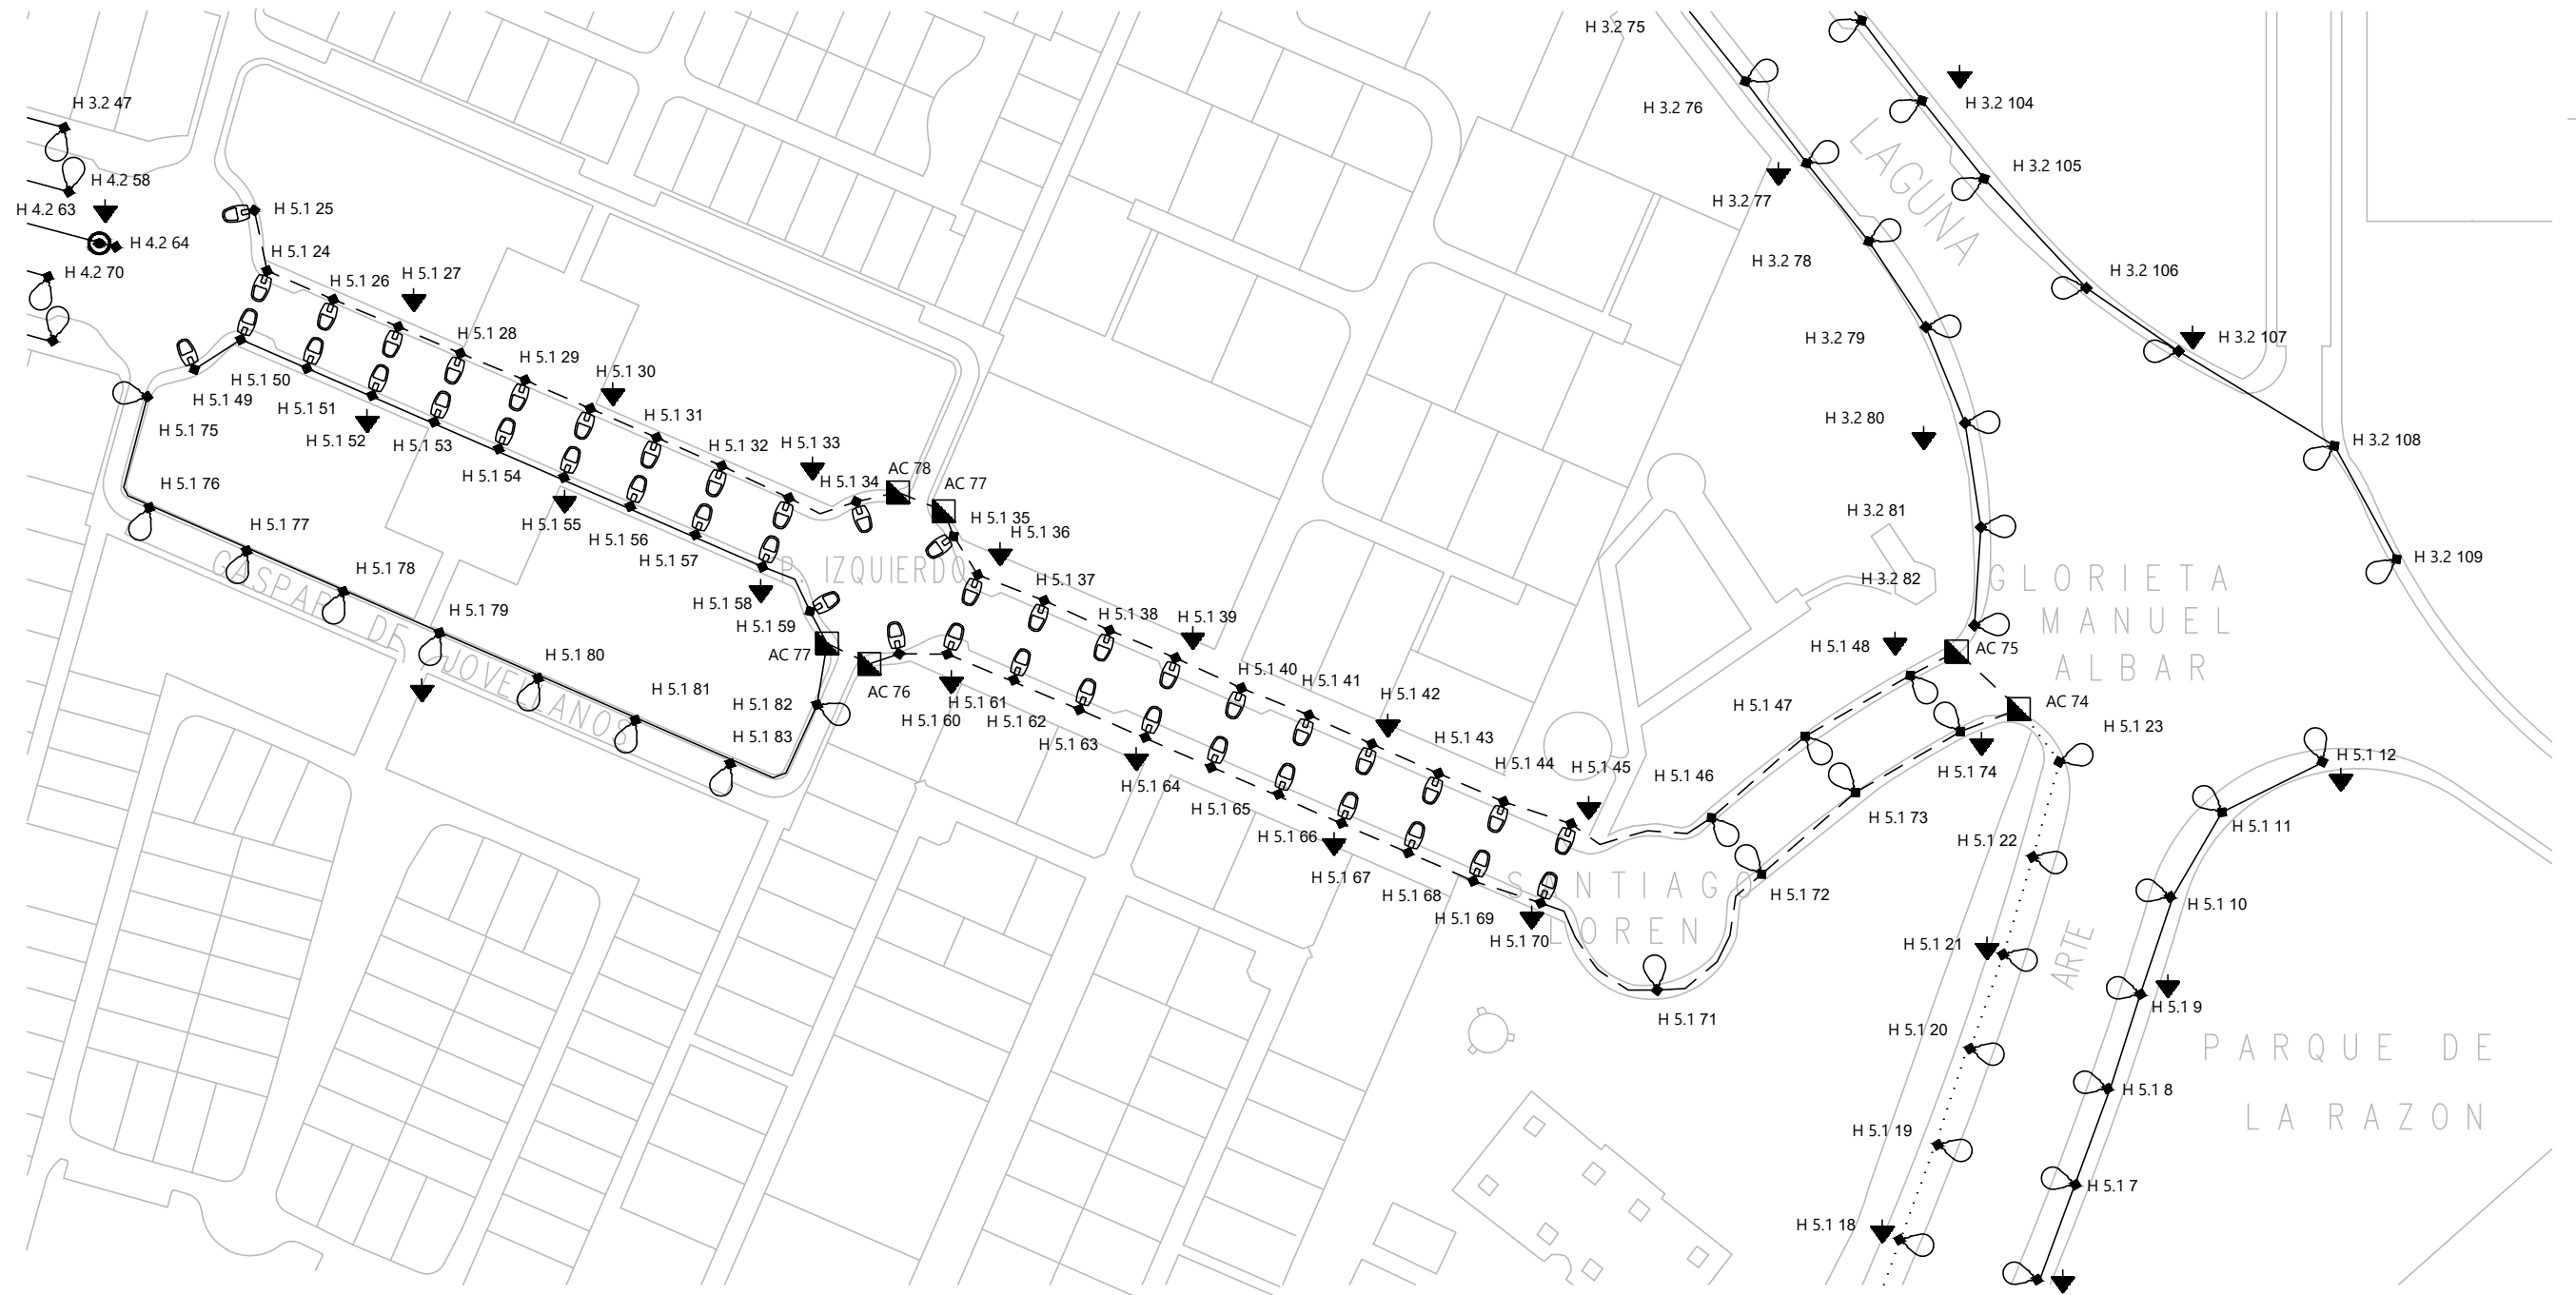 H 3.2 75
H 3.2 47
H 3.2 76
H 3.2 104
H 4.2 58
H 3.2 105
LAGUNA
H 4.2 63
H 5.1 25
H 3.2 77
H 4.2 64
H 5.1 24
H 3.2 78
H 4.2 70
H 5.1 26
H 5.1 27
H 3.2 106
H 5.1 28
H 3.2 79
H 3.2 107
H 5.1 29
H 5.1 30
H 5.1 50
H 5.1 49
H 5.1 51
H 5.1 31
H 3.2 80
H 5.1 75
H 5.1 52
H 5.1 53
H 5.1 32
H 5.1 33
H 3.2 108
H 5.1 54
AC 78
H 5.1 76
H 5.1 34
AC 77
H 3.2 81
H 5.1 77
H 5.1 55
H 5.1 35
H 5.1 56
H 5.1 36
H 5.1 57
H 3.2 109
P. IZQUIERDO
GASPAR DE JOVELLANOS
H 5.1 78
H 5.1 37
H 3.2 82
GLORIETA
MANUEL
ALBAR
H 5.1 79
H 5.1 58
H 5.1 38
H 5.1 39
H 5.1 59
H 5.1 48
AC 75
H 5.1 80
AC 77
H 5.1 40
H 5.1 81
AC 76
H 5.1 41
H 5.1 42
H 5.1 82
H 5.1 61
H 5.1 47
AC 74
H 5.1 60
H 5.1 62
H 5.1 23
H 5.1 83
H 5.1 63
H 5.1 43
H 5.1 44
H 5.1 45
H 5.1 46
H 5.1 12
H 5.1 74
H 5.1 64
H 5.1 65
H 5.1 73
H 5.1 11
H 5.1 66
H 5.1 22
H 5.1 67
SANTIAGO
LOREN
H 5.1 68
H 5.1 72
H 5.1 10
H 5.1 69
H 5.1 70
H 5.1 21
ARTE
H 5.1 9
H 5.1 71
H 5.1 20
PARQUE DE
LA RAZON
H 5.1 8
H 5.1 19
H 5.1 7
H 5.1 18